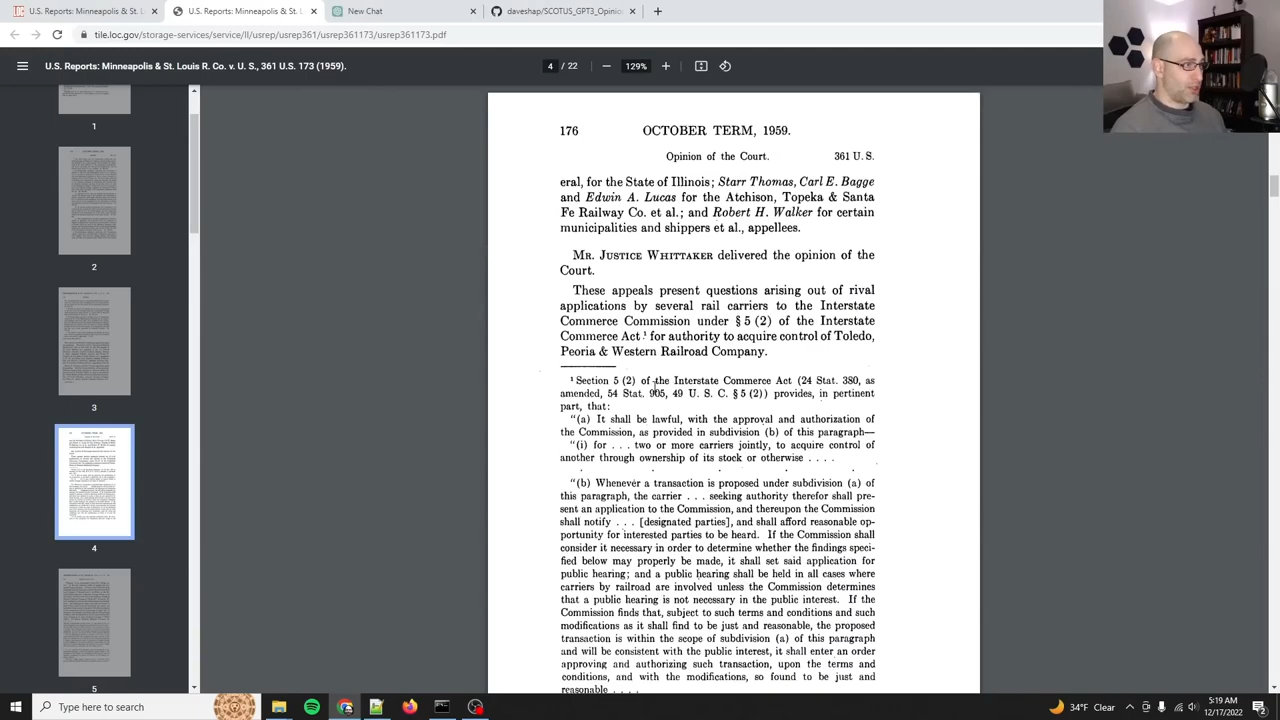 U.S. Reports: Minneapolis & St. L
U.S. Reports: Minneapolis & St. L
New Chat
daveshap/SCOTUS_GPT3_Opinio
tile.loc.gov/storage-services/service/ll/usrep/usrep361/usrep361173/usrep361173.pdf
U.S. Reports: Minneapolis & St. Louis R. Co. v. U. S., 361 U.S. 173 (1959).
4 / 22
129%
1
2
3
4
5
176 OCTOBER TERM, 1959.
Opinion of the Court. 361 U. S.
eral, for the State of Illinois; Starr Thomas, Carl E. Bagge
and Edwin A. Lucas for the Atchison, Topeka & Santa
Fe Railway Co. et al.; and Robert H. Walker for certain
municipalities and shippers et al., appellees.
MR. JUSTICE WHITTAKER delivered the opinion of the
Court.
These appeals present questions arising out of rival
applications by several rail carriers to the Interstate
Commerce Commission under § 5 (2) of the Interstate
Commerce Act ¹ for authority to acquire control of Toledo,
Peoria & Western Railroad Company.
¹ Section 5 (2) of the Interstate Commerce Act (24 Stat. 380, as
amended, 54 Stat. 905, 49 U. S. C. § 5 (2)) provides, in pertinent
part, that:
"(a) It shall be lawful, with the approval and authorization of
the Commission, as provided in subdivision (b) of this paragraph—
"(i) for . . . two or more carriers jointly, to acquire control of
another through ownership of its stock or otherwise . . . .
. . . . .
"(b) Whenever a transaction is proposed under subdivision (a) of
this paragraph, the carrier . . . seeking authority therefor shall pre-
sent an application to the Commission, and thereupon the Commission
shall notify . . . [designated parties], and shall afford reasonable op-
portunity for interested parties to be heard. If the Commission shall
consider it necessary in order to determine whether the findings speci-
fied below may properly be made, it shall set said application for
public hearing; and a public hearing shall be held in all cases where
carriers by railroad are involved unless the Commission determines
that a public hearing is not necessary in the public interest. If the
Commission finds that, subject to such terms and conditions and such
modifications as it shall find to be just and reasonable, the proposed
transaction is within the scope of subdivision (a) of this paragraph
and will be consistent with the public interest, it shall enter an order
approving and authorizing such transaction, upon the terms and
conditions, and with the modifications, so found to be just and
reasonable . . . .
Type here to search
34°F Clear
5:19 AM
12/17/2022
2